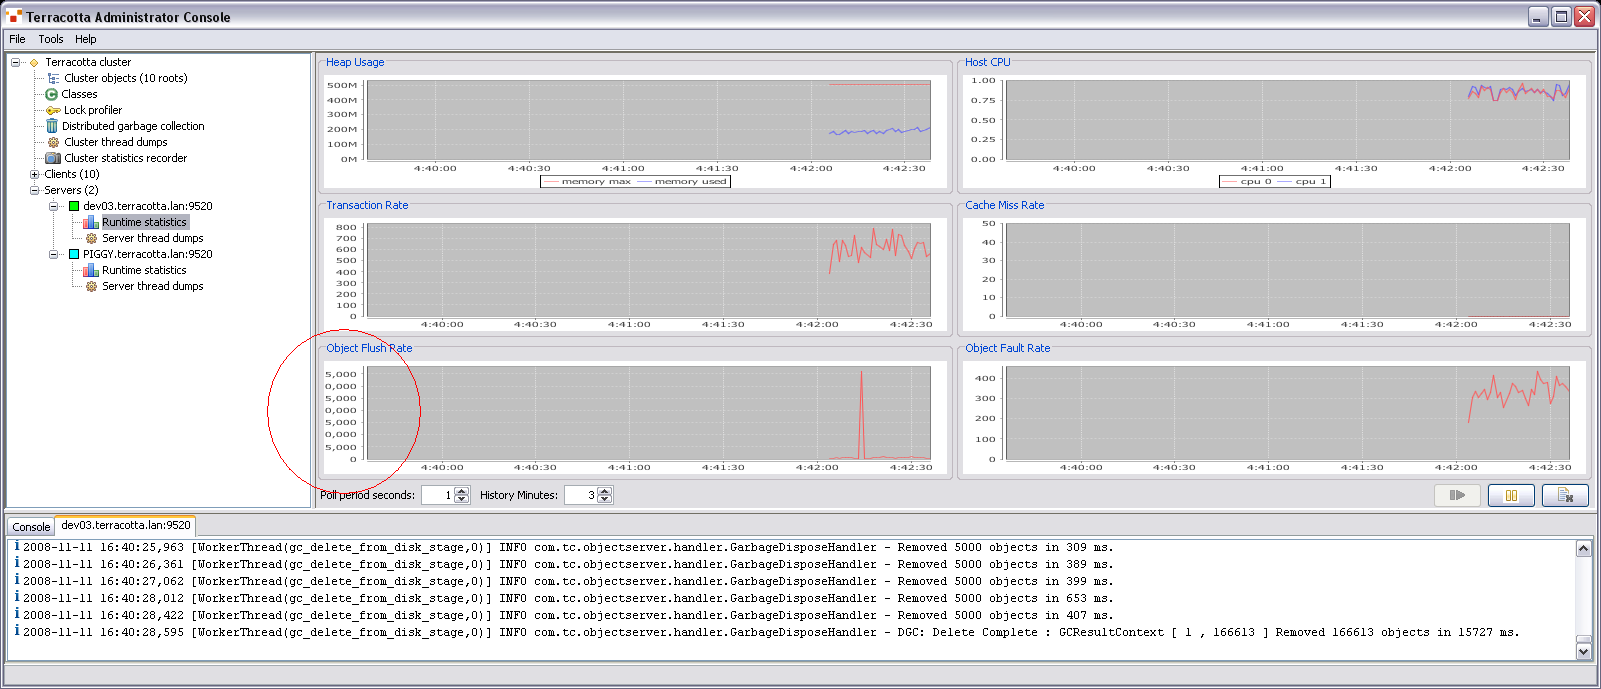 Terracotta Administrator Console
File Tools Help
Terracotta cluster
Cluster objects (10 roots)
Classes
Lock profiler
Distributed garbage collection
Cluster thread dumps
Cluster statistics recorder
Clients (10)
Servers (2)
dev03.terracotta.lan:9520
Runtime statistics
Server thread dumps
PIGGY.terracotta.lan:9520
Runtime statistics
Server thread dumps
Heap Usage
500M
400M
300M
200M
100M
0M
4:40:00 4:40:30 4:41:00 4:41:30 4:42:00 4:42:30
memory max memory used
Host CPU
1.00
0.75
0.50
0.25
0.00
4:40:00 4:40:30 4:41:00 4:41:30 4:42:00 4:42:30
cpu 0 cpu 1
Transaction Rate
800
700
600
500
400
300
200
100
0
4:40:00 4:40:30 4:41:00 4:41:30 4:42:00 4:42:30
Cache Miss Rate
50
40
30
20
10
0
4:40:00 4:40:30 4:41:00 4:41:30 4:42:00 4:42:30
Object Flush Rate
5,000
0,000
5,000
0,000
5,000
0,000
5,000
0
4:40:00 4:40:30 4:41:00 4:41:30 4:42:00 4:42:30
Object Fault Rate
400
300
200
100
0
4:40:00 4:40:30 4:41:00 4:41:30 4:42:00 4:42:30
Poll period seconds: 1 History Minutes: 3
Console dev03.terracotta.lan:9520
2008-11-11 16:40:25,963 [WorkerThread(gc_delete_from_disk_stage,0)] INFO com.tc.objectserver.handler.GarbageDisposeHandler - Removed 5000 objects in 309 ms.
2008-11-11 16:40:26,361 [WorkerThread(gc_delete_from_disk_stage,0)] INFO com.tc.objectserver.handler.GarbageDisposeHandler - Removed 5000 objects in 389 ms.
2008-11-11 16:40:27,062 [WorkerThread(gc_delete_from_disk_stage,0)] INFO com.tc.objectserver.handler.GarbageDisposeHandler - Removed 5000 objects in 399 ms.
2008-11-11 16:40:28,012 [WorkerThread(gc_delete_from_disk_stage,0)] INFO com.tc.objectserver.handler.GarbageDisposeHandler - Removed 5000 objects in 653 ms.
2008-11-11 16:40:28,422 [WorkerThread(gc_delete_from_disk_stage,0)] INFO com.tc.objectserver.handler.GarbageDisposeHandler - Removed 5000 objects in 407 ms.
2008-11-11 16:40:28,595 [WorkerThread(gc_delete_from_disk_stage,0)] INFO com.tc.objectserver.handler.GarbageDisposeHandler - DGC: Delete Complete : GCResultContext [ 1 , 166613 ] Removed 166613 objects in 15727 ms.